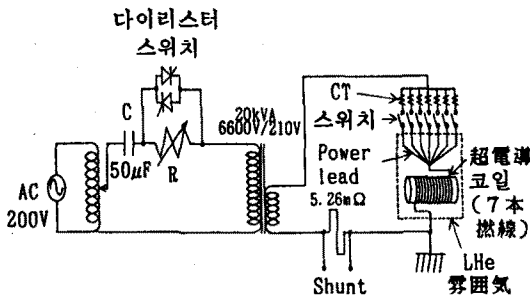 다이리스터
스위치
C
50μF
R
AC
200V
20kVA
6600V/210V
CT
스위치
Power
lead
5.26mΩ
Shunt
超電導
코일
(7本
撚線)
LHe
雰囲気